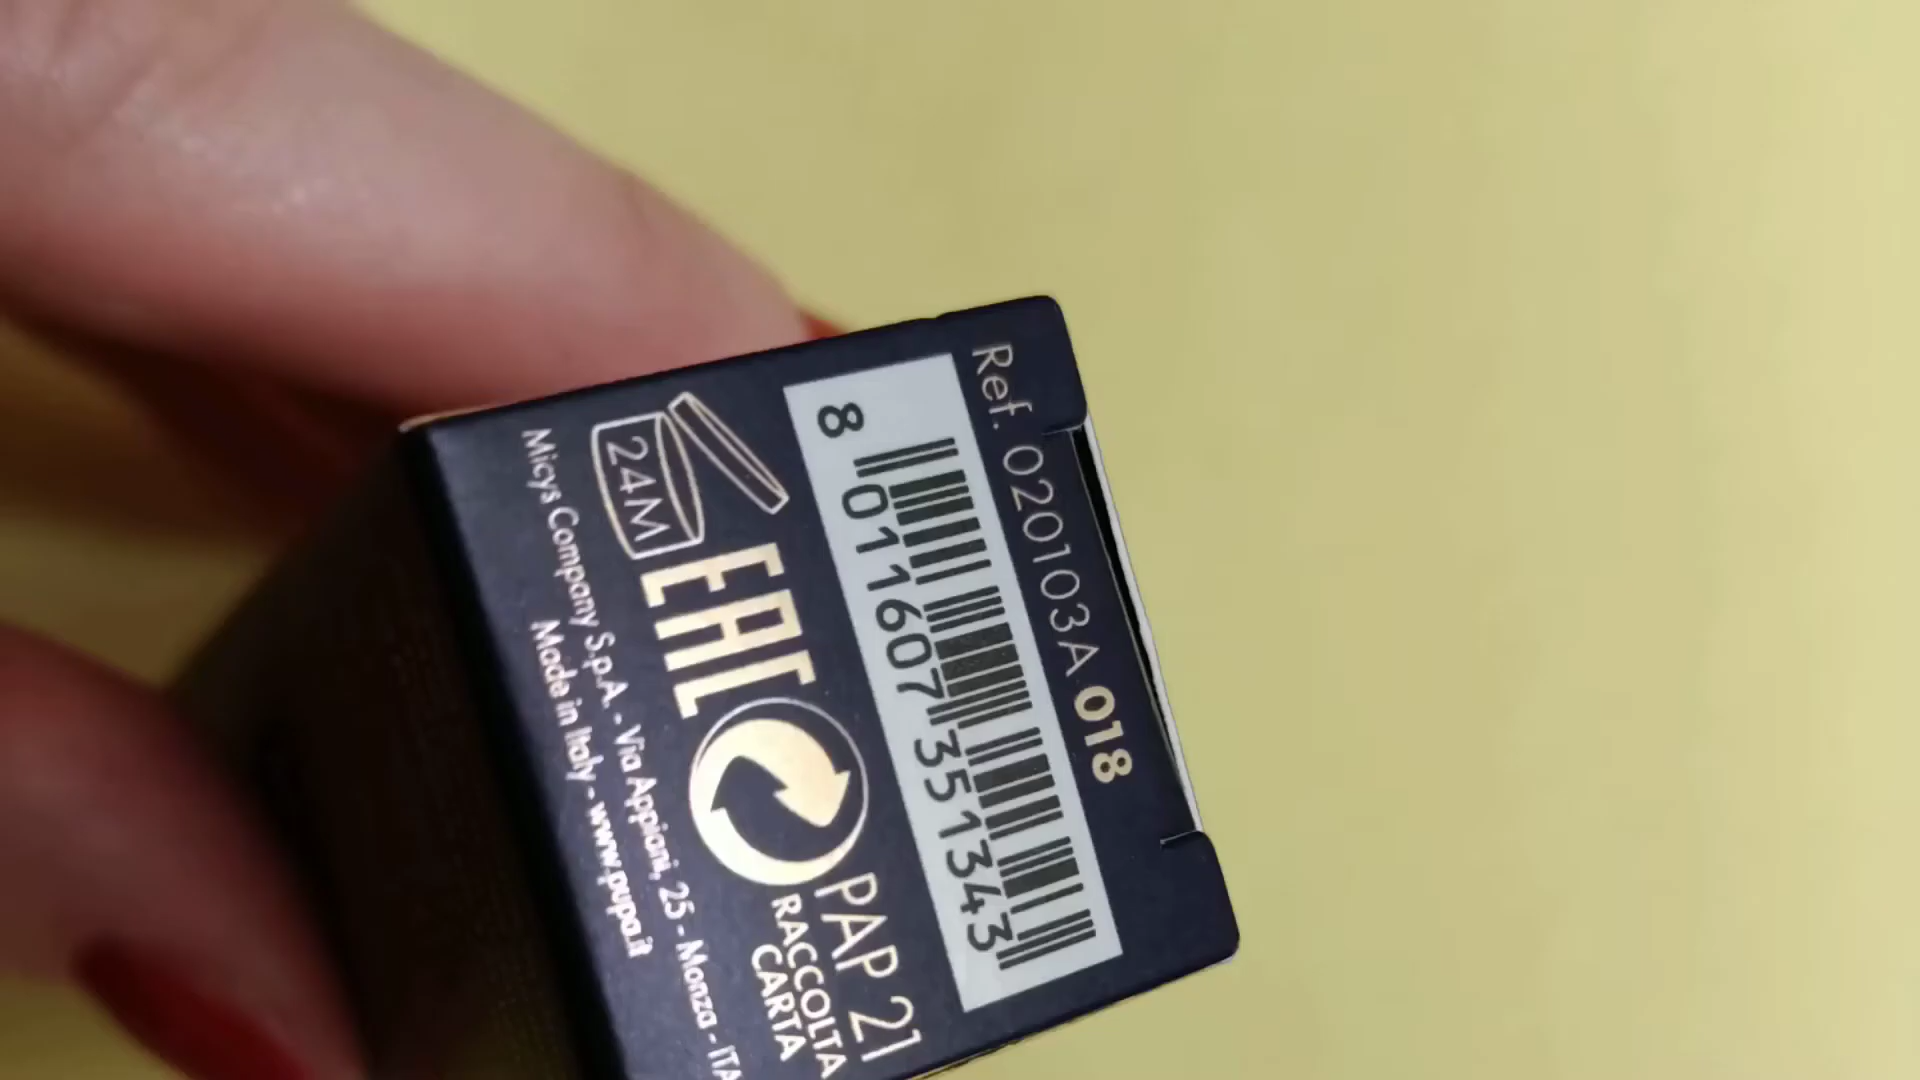 Ref. 020103A 018
8 011607 351343
24M
EAC
PAP 21
RACCOLTA
CARTA
Micys Company S.p.A. - Via Appiani, 25 - Monza - ITA
Made in Italy - www.pupa.it